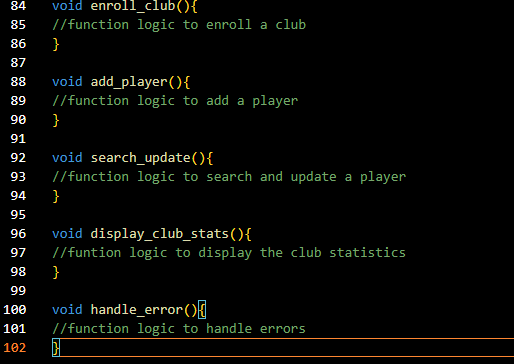 84 void enroll_club(){
85 //function logic to enroll a club
86 }
87
88 void add_player(){
89 //function logic to add a player
90 }
91
92 void search_update(){
93 //function logic to search and update a player
94 }
95
96 void display_club_stats(){
97 //funtion logic to display the club statistics
98 }
99
100 void handle_error(){
101 //function logic to handle errors
102 }